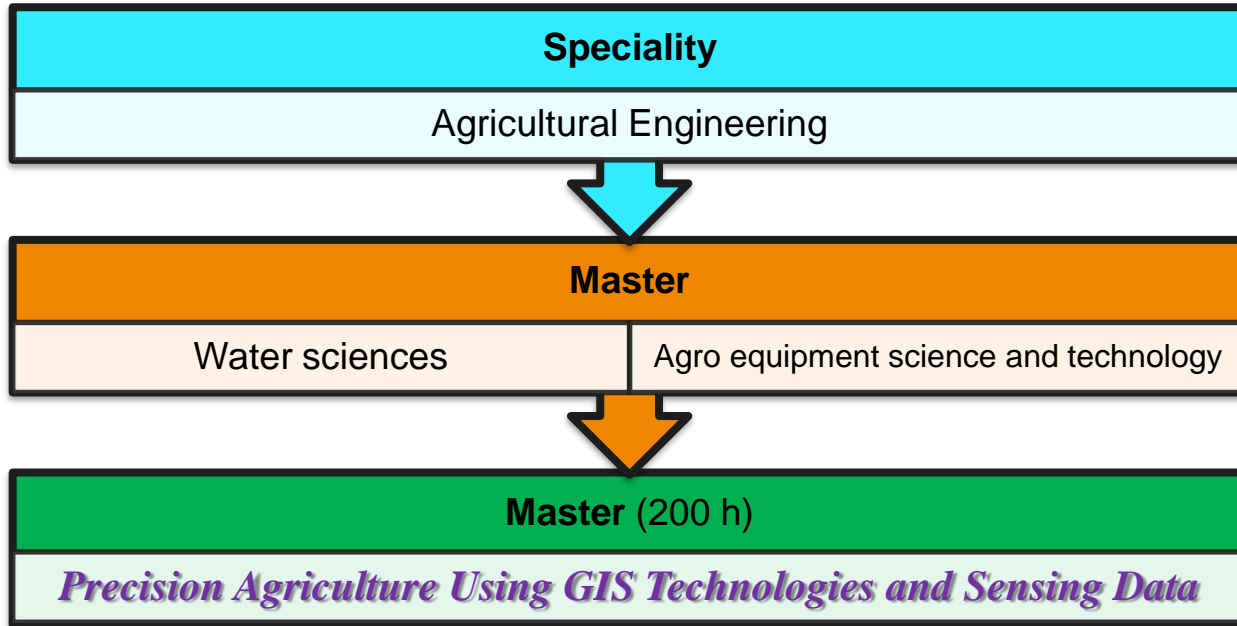 Speciality
Agricultural Engineering
Master
Water sciences
Agro equipment science and technology
Master (200 h)
Precision Agriculture Using GIS Technologies and Sensing Data